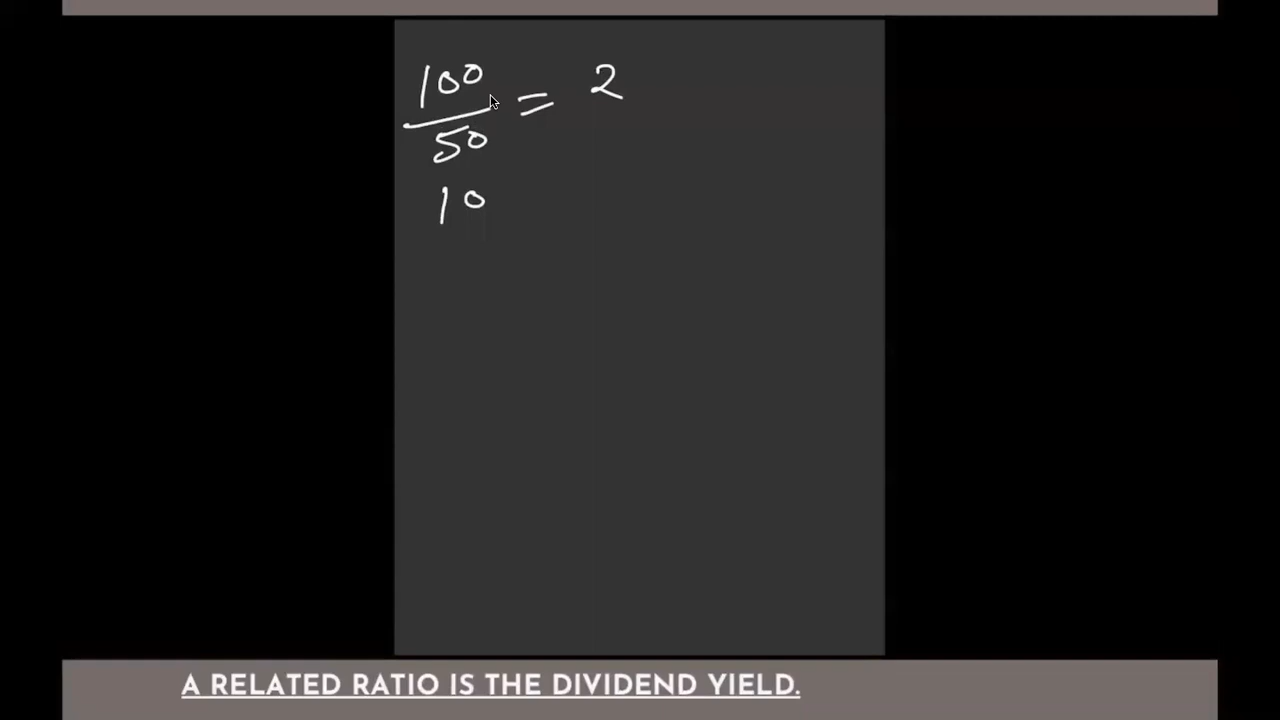 100
50
= 2
10
A RELATED RATIO IS THE DIVIDEND YIELD.